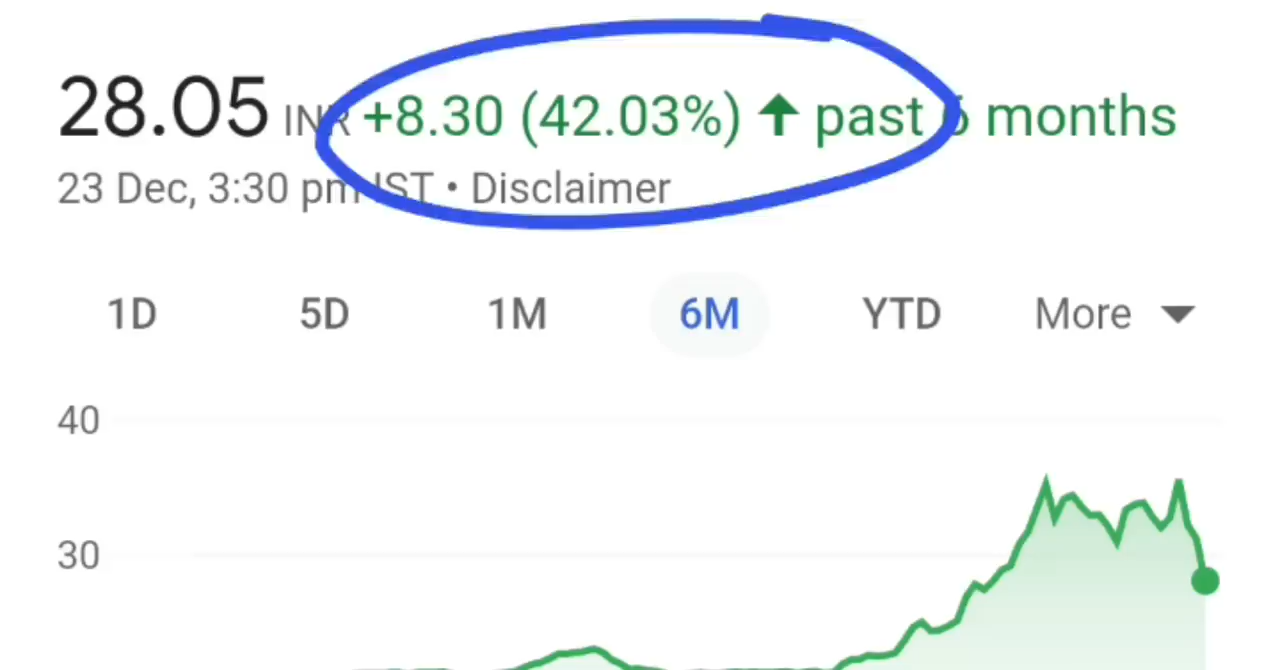 28.05 INR +8.30 (42.03%) ↑ past 6 months
23 Dec, 3:30 pm IST • Disclaimer
1D 5D 1M 6M YTD More
40
30